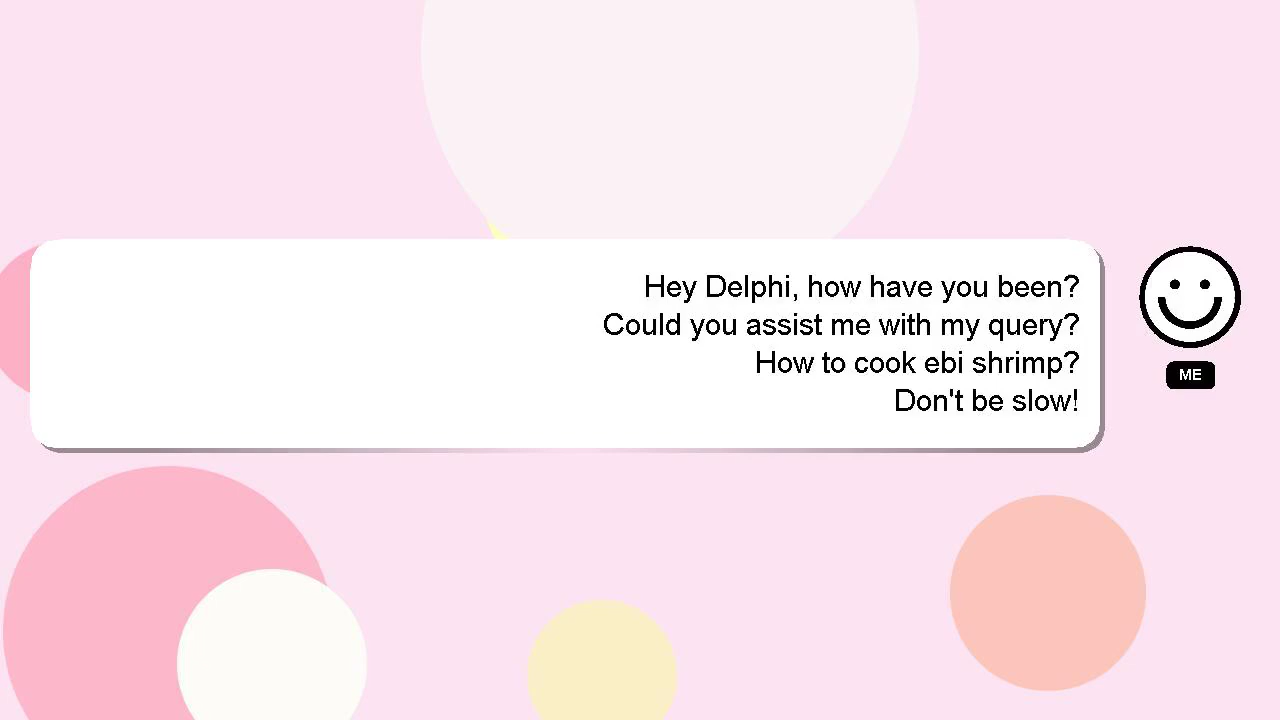 Hey Delphi, how have you been?
Could you assist me with my query?
How to cook ebi shrimp?
Don't be slow!
ME